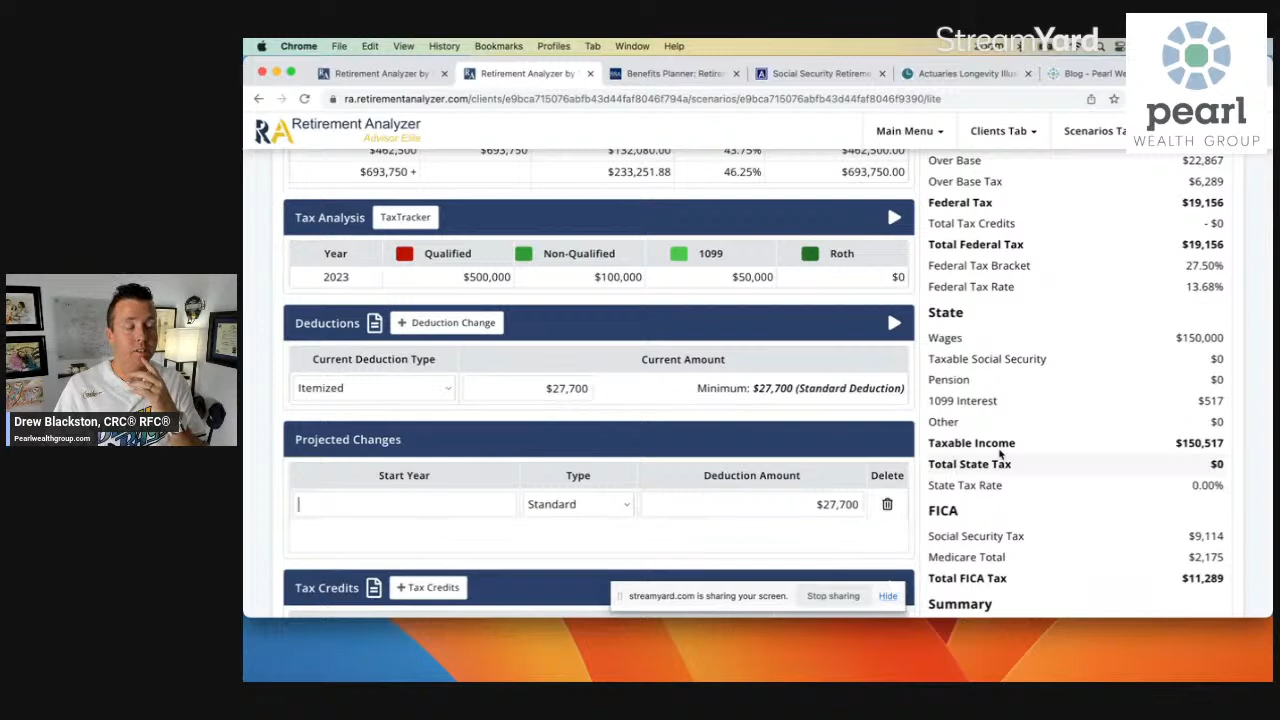 StreamYard
pearl
WEALTH GROUP
Chrome File Edit View History Bookmarks Profiles Tab Window Help
Retirement Analyzer by
Retirement Analyzer by
Benefits Planner: Retirem
Social Security Retireme
Actuaries Longevity Illus
Blog - Pearl We
ra.retirementanalyzer.com/clients/e9bca715076abfb43d44faf8046f794a/scenarios/e9bca715076abfb43d44faf8046f9390/lite
RA Retirement Analyzer
Advisor Elite
Main Menu
Clients Tab
Scenarios Ta
$462,500 $693,750 $132,080.00 43.75% $462,500.00
$693,750 + $233,251.88 46.25% $693,750.00
Tax Analysis TaxTracker
Year Qualified Non-Qualified 1099 Roth
2023 $500,000 $100,000 $50,000 $0
Deductions + Deduction Change
Current Deduction Type Current Amount
Itemized $27,700 Minimum: $27,700 (Standard Deduction)
Projected Changes
Start Year Type Deduction Amount Delete
Standard $27,700
Tax Credits + Tax Credits
streamyard.com is sharing your screen. Stop sharing Hide
Over Base $22,867
Over Base Tax $6,289
Federal Tax $19,156
Total Tax Credits - $0
Total Federal Tax $19,156
Federal Tax Bracket 27.50%
Federal Tax Rate 13.68%
State
Wages $150,000
Taxable Social Security $0
Pension $0
1099 Interest $517
Other $0
Taxable Income $150,517
Total State Tax $0
State Tax Rate 0.00%
FICA
Social Security Tax $9,114
Medicare Total $2,175
Total FICA Tax $11,289
Summary
Drew Blackston, CRC® RFC®
Pearlwealthgroup.com